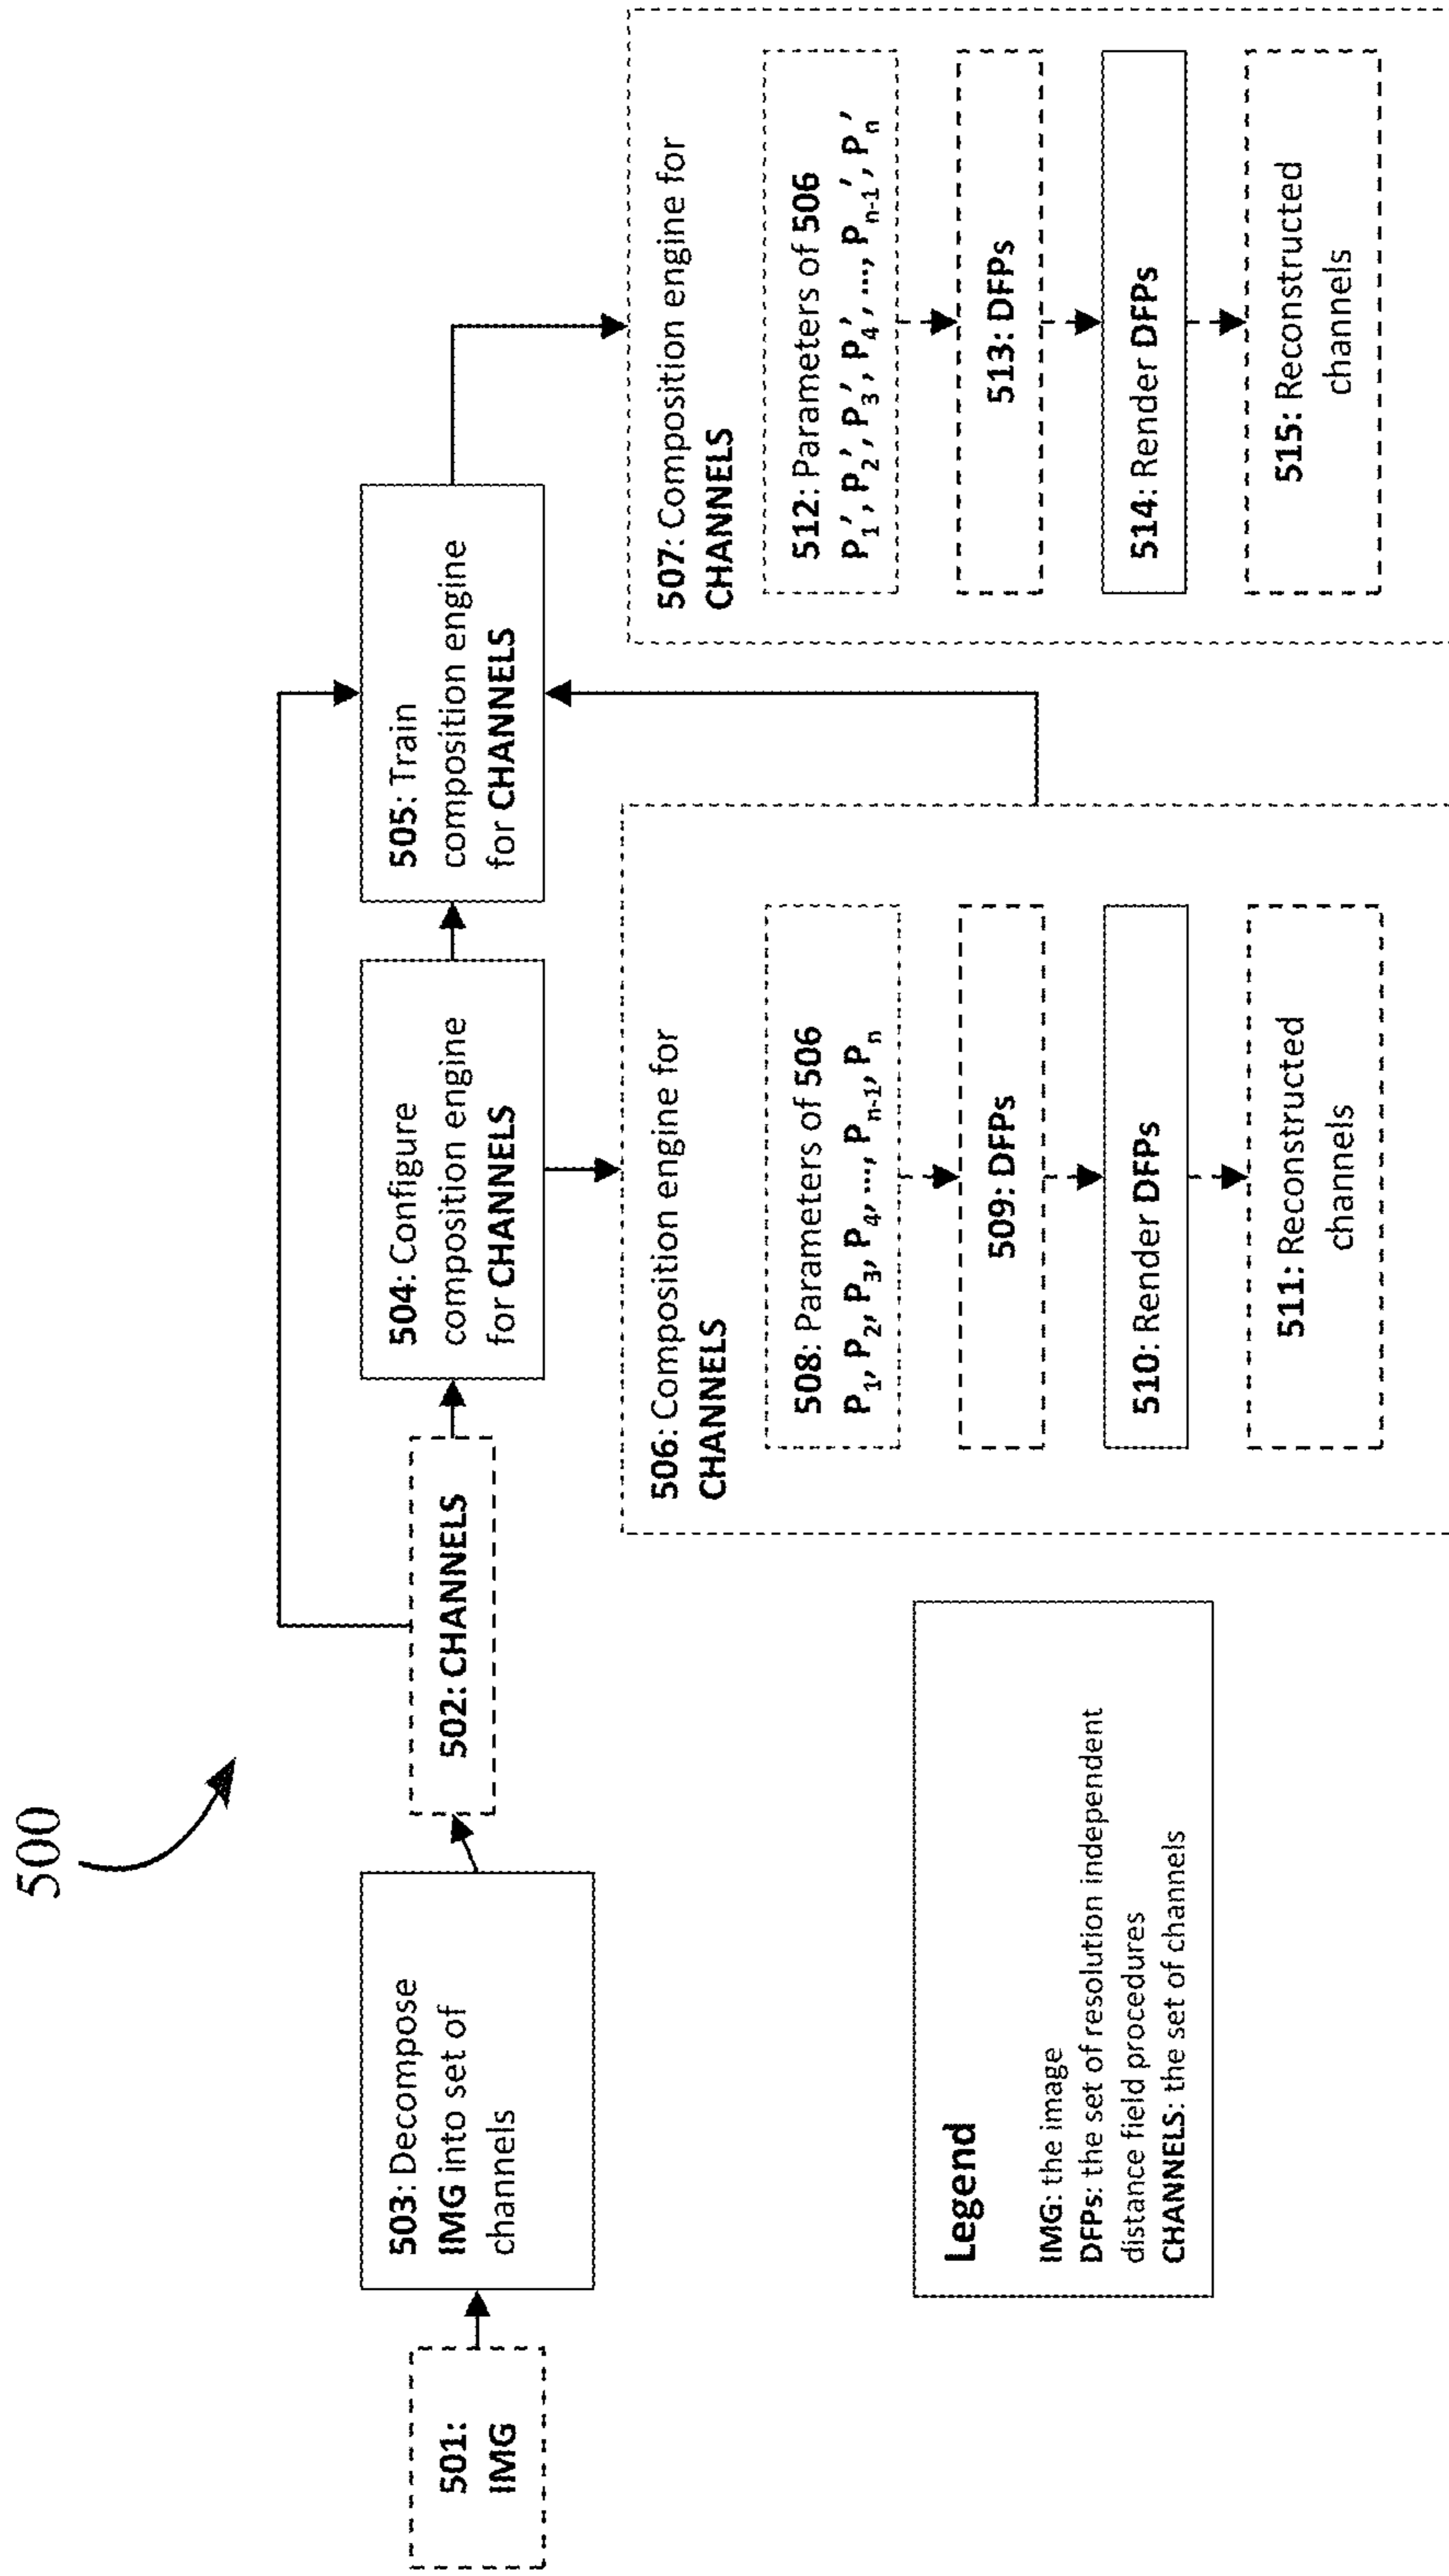 500
501:
IMG
503: Decompose
IMG into set of
channels
502: CHANNELS
504: Configure
composition engine
for CHANNELS
505: Train
composition engine
for CHANNELS
506: Composition engine for
CHANNELS
508: Parameters of 506
P1, P2, P3, P4, ..., Pn-1, Pn
509: DFPs
510: Render DFPs
511: Reconstructed
channels
507: Composition engine for
CHANNELS
512: Parameters of 506
P1′, P2′, P3′, P4′, ..., Pn-1′, Pn′
513: DFPs
514: Render DFPs
515: Reconstructed
channels
Legend
IMG: the image
DFPs: the set of resolution independent
distance field procedures
CHANNELS: the set of channels